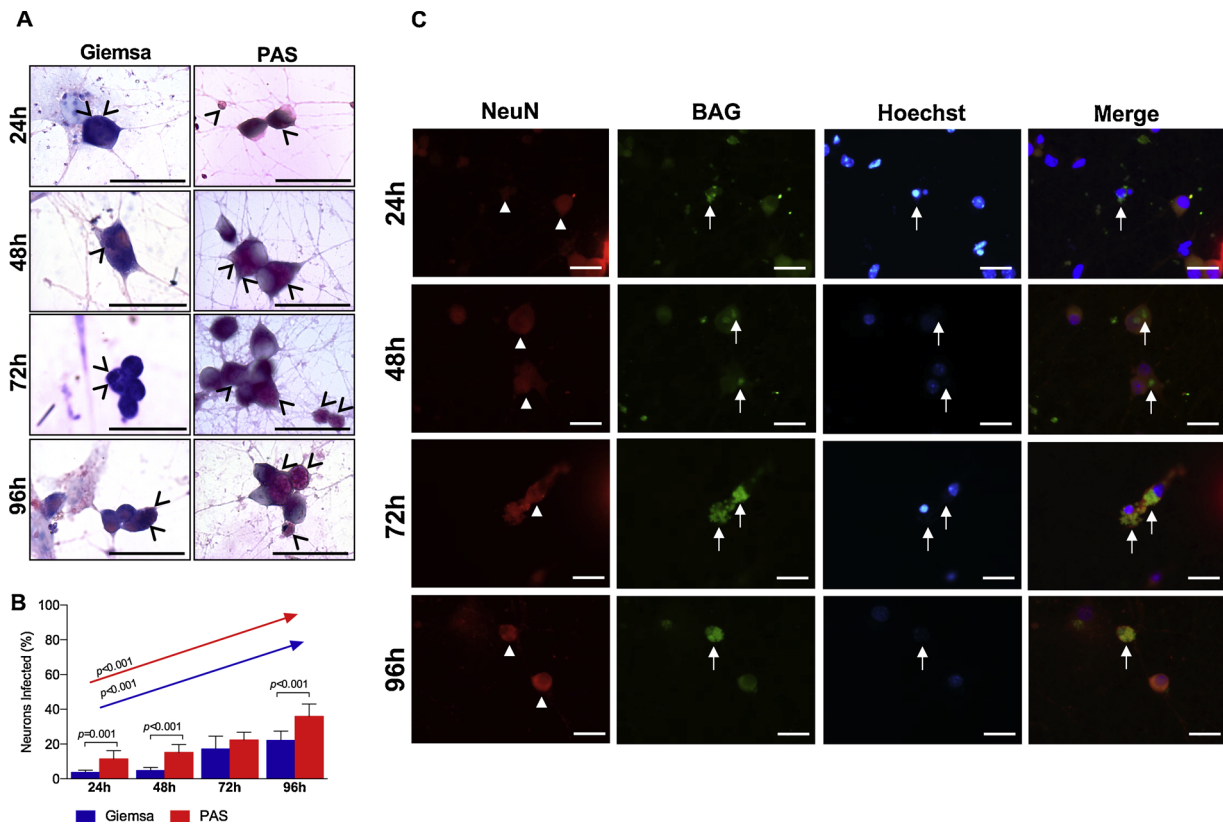 A
Giemsa PAS
24h
48h
72h
96h
B
Neurons Infected (%)
100
80
60
40
20
0
p<0.001
p<0.001
p=0.001
p<0.001
p<0.001
24h 48h 72h 96h
Giemsa PAS
C
NeuN BAG Hoechst Merge
24h
48h
72h
96h